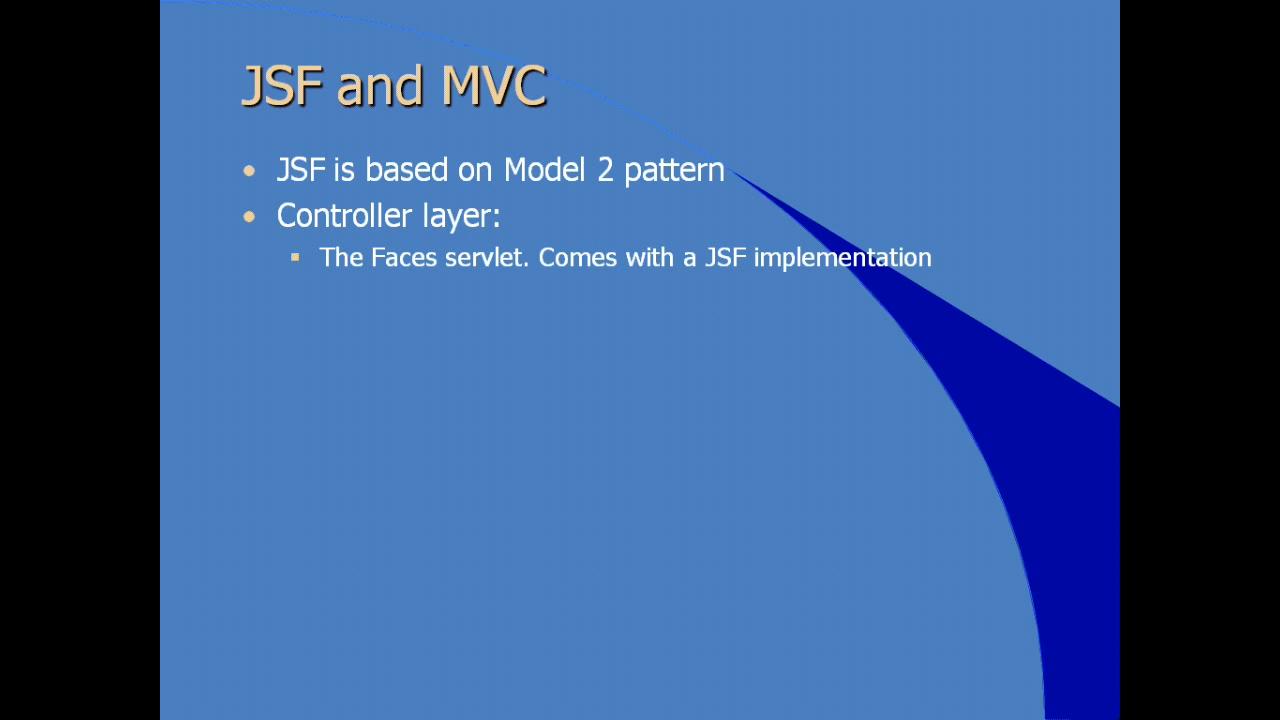 JSF and MVC
JSF is based on Model 2 pattern
Controller layer:
The Faces servlet. Comes with a JSF implementation